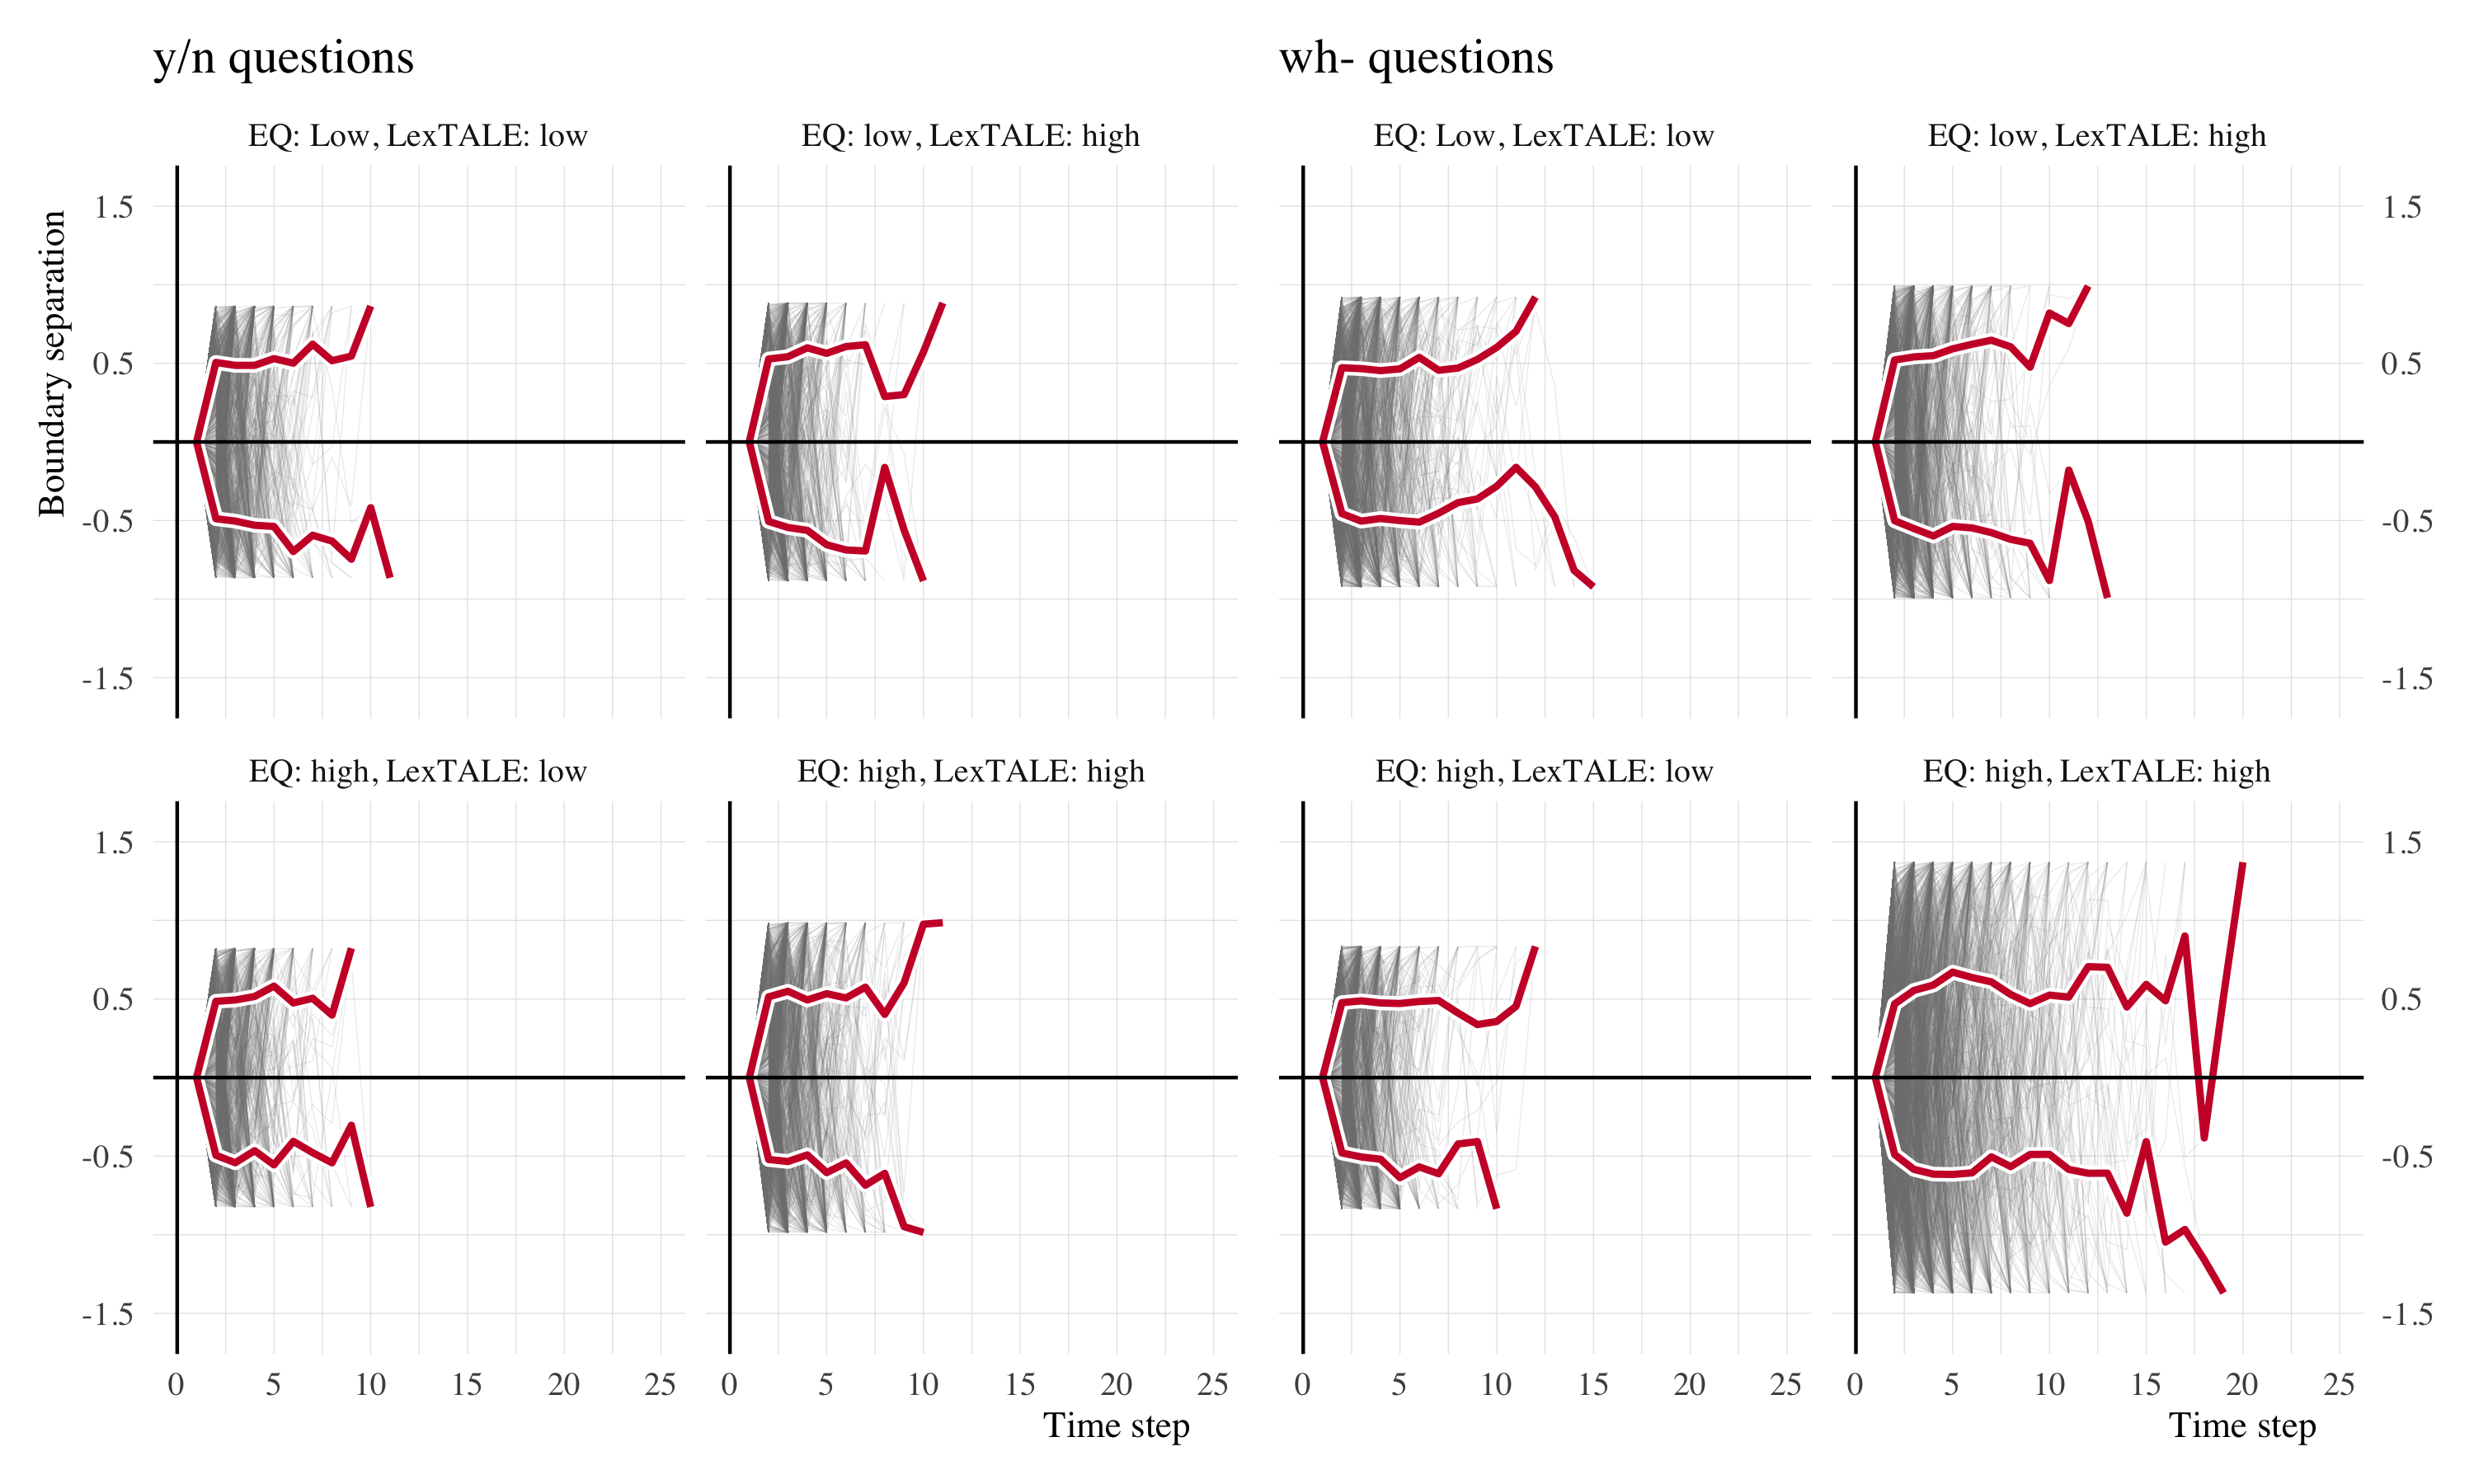 y/n questions
wh- questions
EQ: Low, LexTALE: low
EQ: low, LexTALE: high
EQ: Low, LexTALE: low
EQ: low, LexTALE: high
Boundary separation
1.5
0.5
-0.5
-1.5
1.5
0.5
-0.5
-1.5
EQ: high, LexTALE: low
EQ: high, LexTALE: high
EQ: high, LexTALE: low
EQ: high, LexTALE: high
1.5
0.5
-0.5
-1.5
1.5
0.5
-0.5
-1.5
0 5 10 15 20 25
0 5 10 15 20 25
0 5 10 15 20 25
0 5 10 15 20 25
Time step
Time step